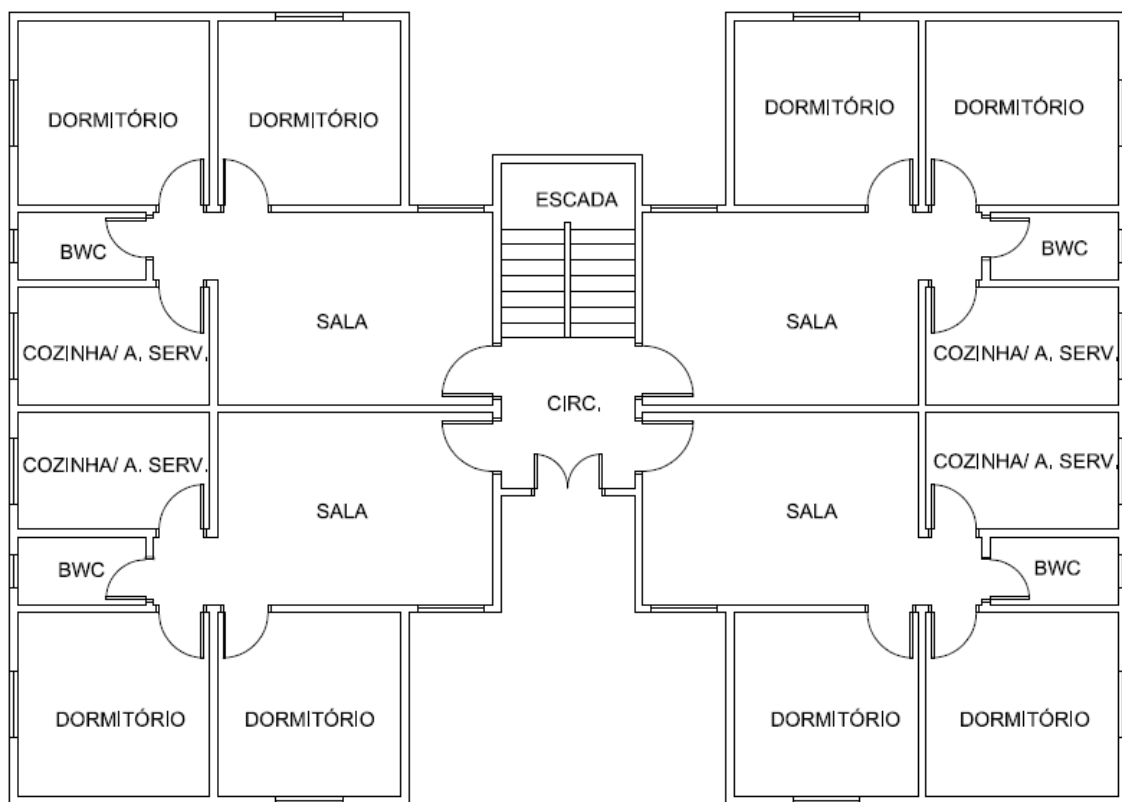 DORMITÓRIO
DORMITÓRIO
DORMITÓRIO
DORMITÓRIO
ESCADA
BWC
BWC
SALA
SALA
COZINHA/ A. SERV.
COZINHA/ A. SERV.
CIRC.
COZINHA/ A. SERV.
COZINHA/ A. SERV.
SALA
SALA
BWC
BWC
DORMITÓRIO
DORMITÓRIO
DORMITÓRIO
DORMITÓRIO